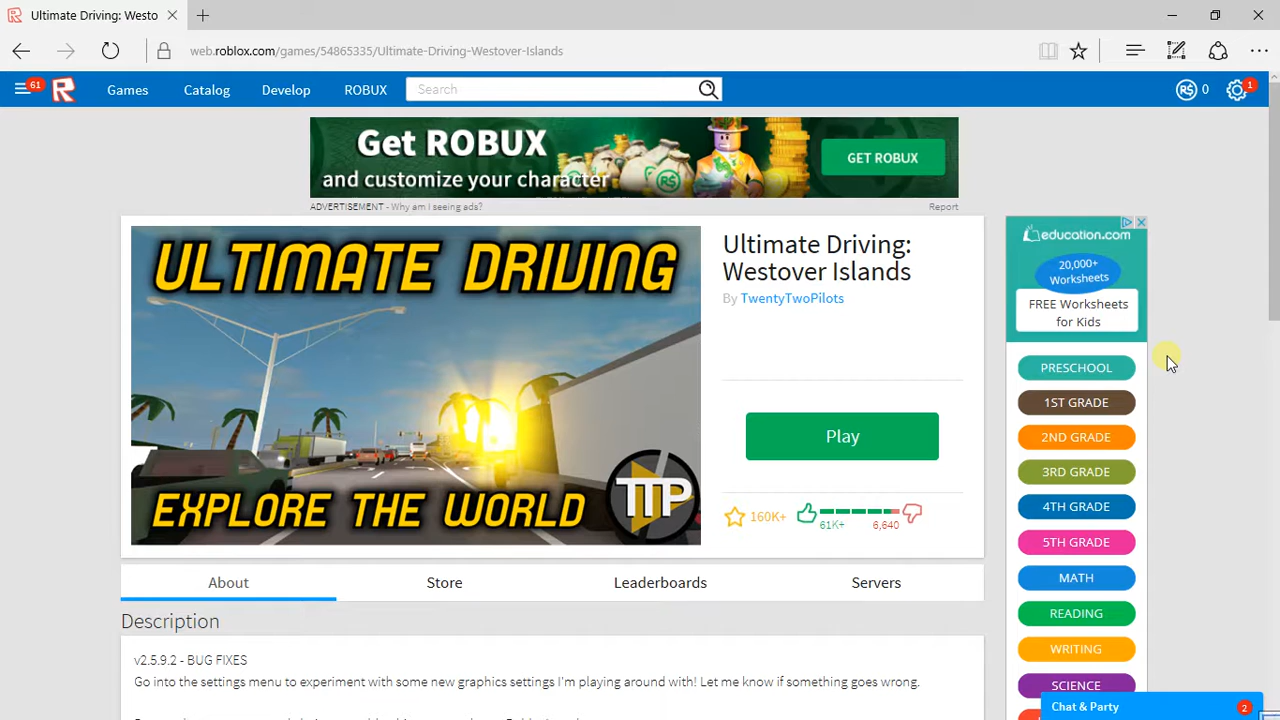 Ultimate Driving: Westo
web.roblox.com/games/54865335/Ultimate-Driving-Westover-Islands
61
Games
Catalog
Develop
ROBUX
Search
R$ 0
1
Get ROBUX
and customize your character
GET ROBUX
ADVERTISEMENT - Why am I seeing ads?
Report
ULTIMATE DRIVING
EXPLORE THE WORLD
TTP
Ultimate Driving:
Westover Islands
By TwentyTwoPilots
Play
160K+
61K+
6,640
education.com
20,000+
Worksheets
FREE Worksheets
for Kids
PRESCHOOL
1ST GRADE
2ND GRADE
3RD GRADE
4TH GRADE
5TH GRADE
MATH
READING
WRITING
SCIENCE
About
Store
Leaderboards
Servers
Description
v2.5.9.2 - BUG FIXES
Go into the settings menu to experiment with some new graphics settings I'm playing around with! Let me know if something goes wrong.
Chat & Party
2